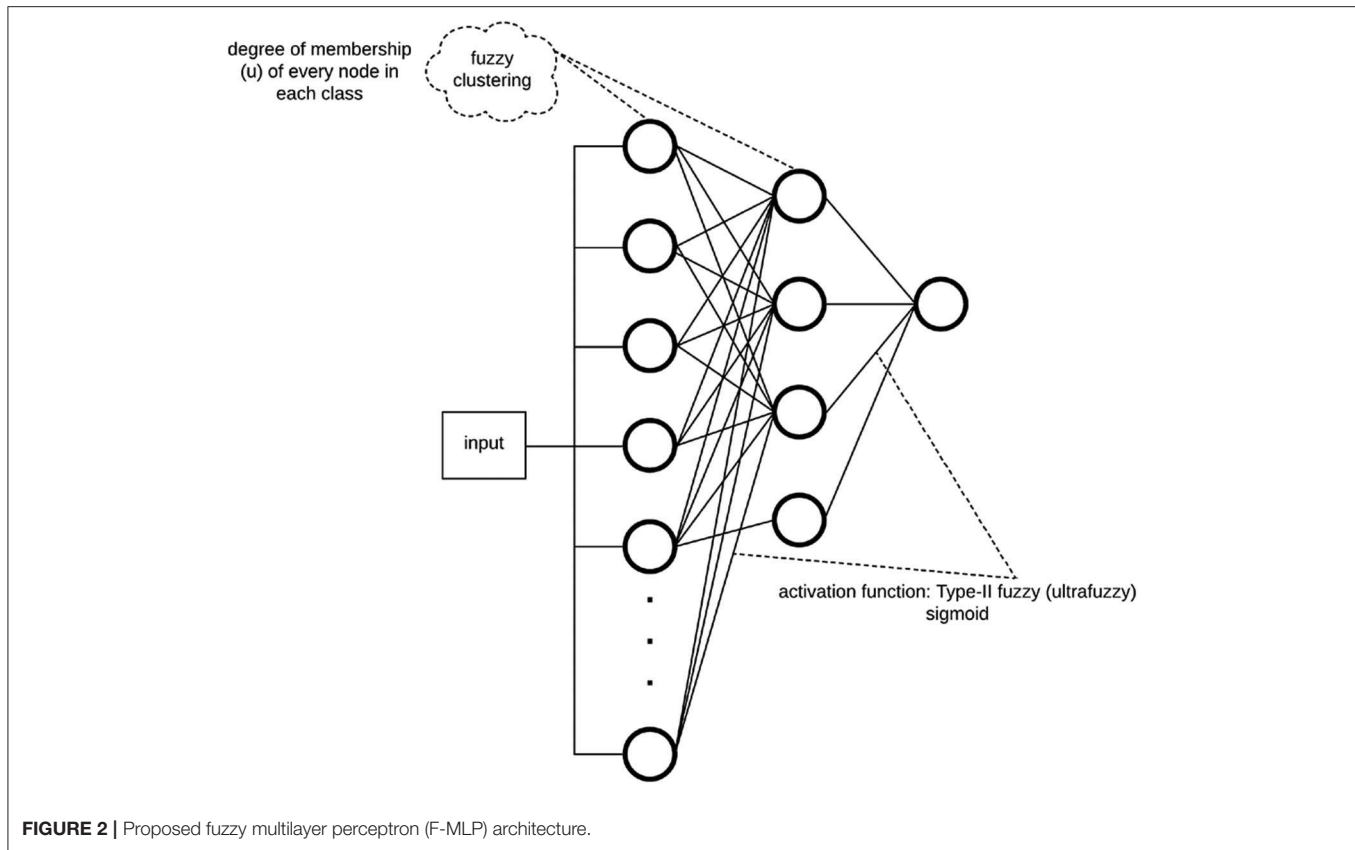 degree of membership
(u) of every node in
each class
fuzzy
clustering
input
activation function: Type-II fuzzy (ultrafuzzy)
sigmoid
FIGURE 2 | Proposed fuzzy multilayer perceptron (F-MLP) architecture.